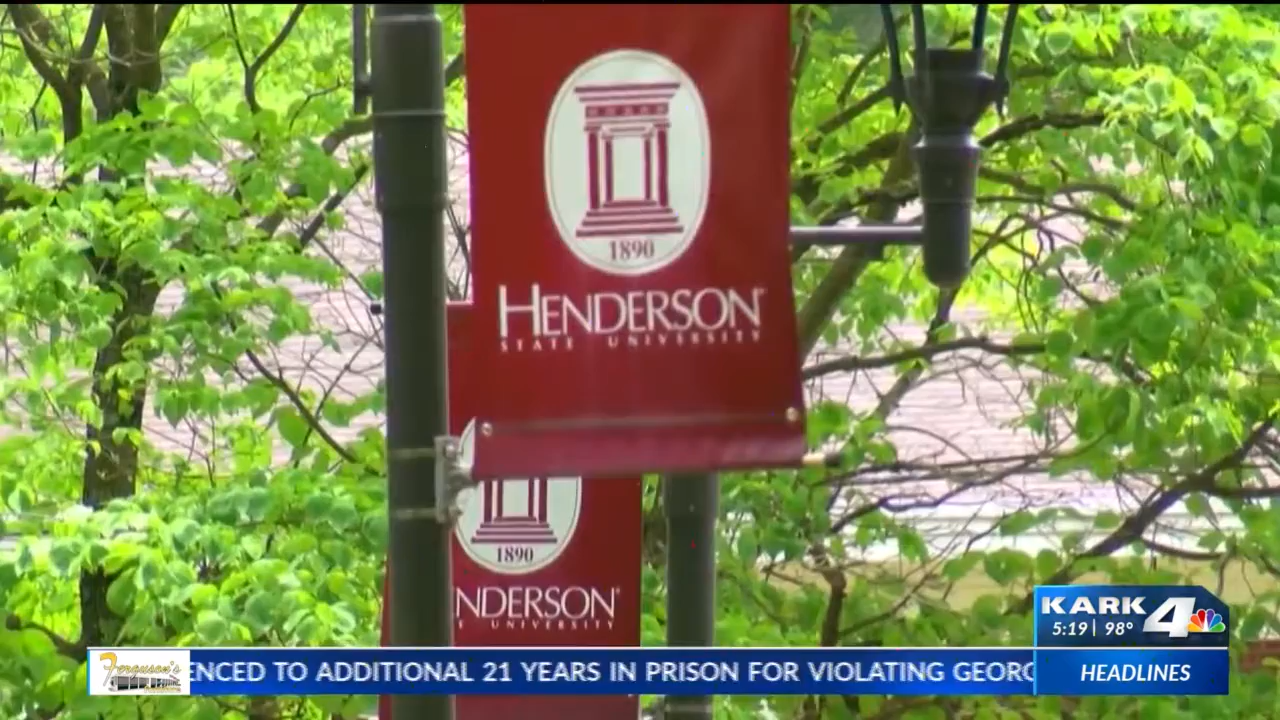 1890
HENDERSON
STATE UNIVERSITY
1890
NDERSON
UNIVERSITY
KARK 4
5:19 | 98°
HEADLINES
Ferguson's
ENCED TO ADDITIONAL 21 YEARS IN PRISON FOR VIOLATING GEORG